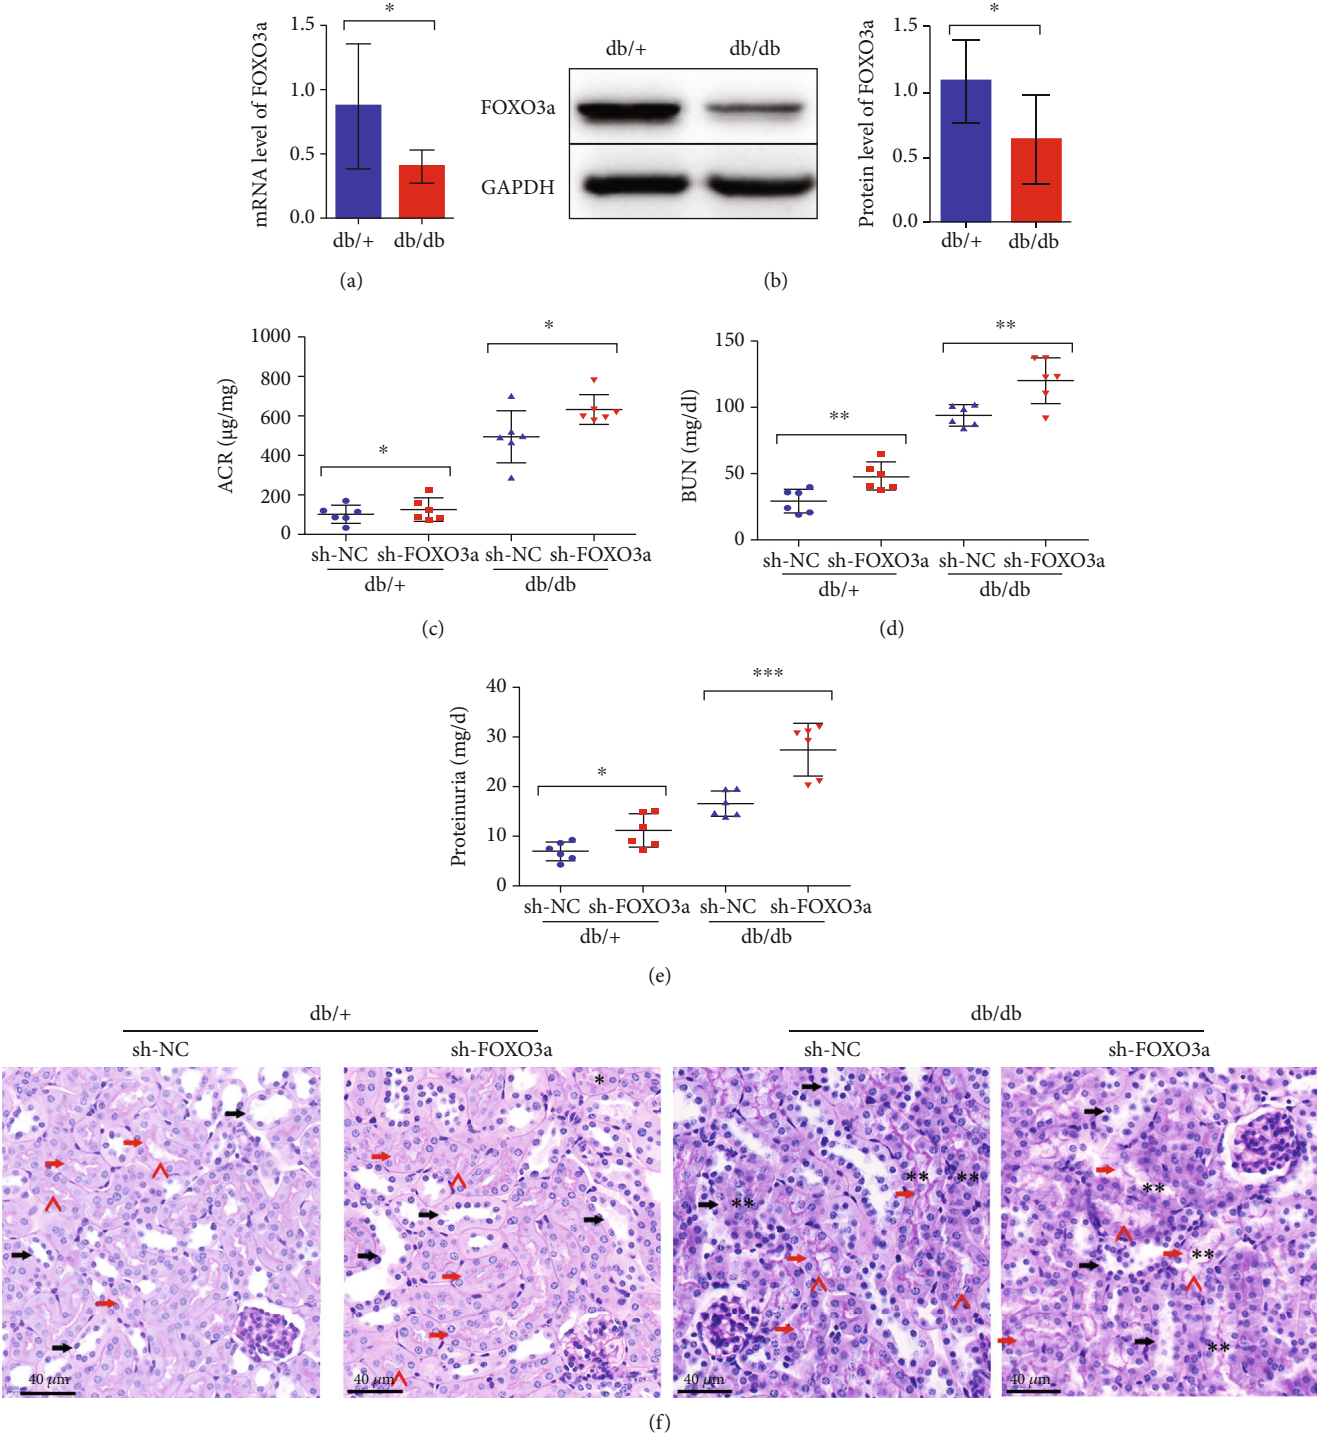 mRNA level of FOXO3a
1.5
1.0
0.5
0.0
*
db/+ db/db
(a)
db/+ db/db
FOXO3a
GAPDH
Protein level of FOXO3a
1.5
1.0
0.5
0.0
*
db/+ db/db
(b)
ACR (μg/mg)
1000
800
600
400
200
0
*
*
sh-NC sh-FOXO3a sh-NC sh-FOXO3a
db/+ db/db
(c)
BUN (mg/dl)
150
100
50
0
**
**
sh-NC sh-FOXO3a sh-NC sh-FOXO3a
db/+ db/db
(d)
Proteinuria (mg/d)
40
30
20
10
0
*
***
sh-NC sh-FOXO3a sh-NC sh-FOXO3a
db/+ db/db
(e)
db/+ db/db
sh-NC sh-FOXO3a sh-NC sh-FOXO3a
*
** **
**
**
**
**
40 μm 40 μm 40 μm 40 μm
(f)